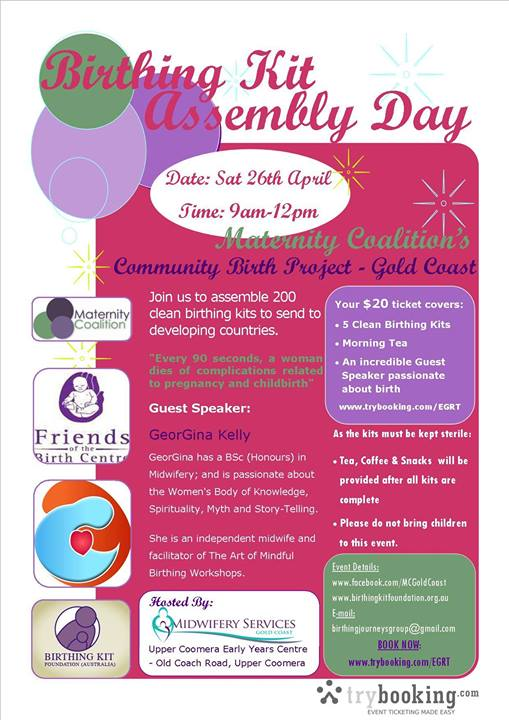 Birthing Kit
Assembly Day
Date: Sat 26th April
Time: 9am-12pm
Maternity Coalition's
Community Birth Project - Gold Coast
Maternity
Coalition
Friends
of the
Birth Centre
BIRTHING KIT
FOUNDATION (AUSTRALIA)
Join us to assemble 200
clean birthing kits to send to
developing countries.
"Every 90 seconds, a woman
dies of complications related
to pregnancy and childbirth"
Guest Speaker:
GeorGina Kelly
GeorGina has a BSc (Honours) in
Midwifery; and is passionate about
the Women's Body of Knowledge,
Spirituality, Myth and Story-Telling.
She is an independent midwife and
facilitator of The Art of Mindful
Birthing Workshops.
Hosted By:
MIDWIFERY SERVICES
GOLD COAST
Upper Coomera Early Years Centre
- Old Coach Road, Upper Coomera
Your $20 ticket covers:
• 5 Clean Birthing Kits
• Morning Tea
• An incredible Guest
Speaker passionate
about birth
www.trybooking.com/EGRT
As the kits must be kept sterile:
• Tea, Coffee & Snacks will be
provided after all kits are
complete
• Please do not bring children
to this event.
Event Details:
www.facebook.com/MCGoldCoast
www.birthingkitfoundation.org.au
E-mail:
birthingjourneysgroup@gmail.com
BOOK NOW:
www.trybooking.com/EGRT
trybooking.com
EVENT TICKETING MADE EASY